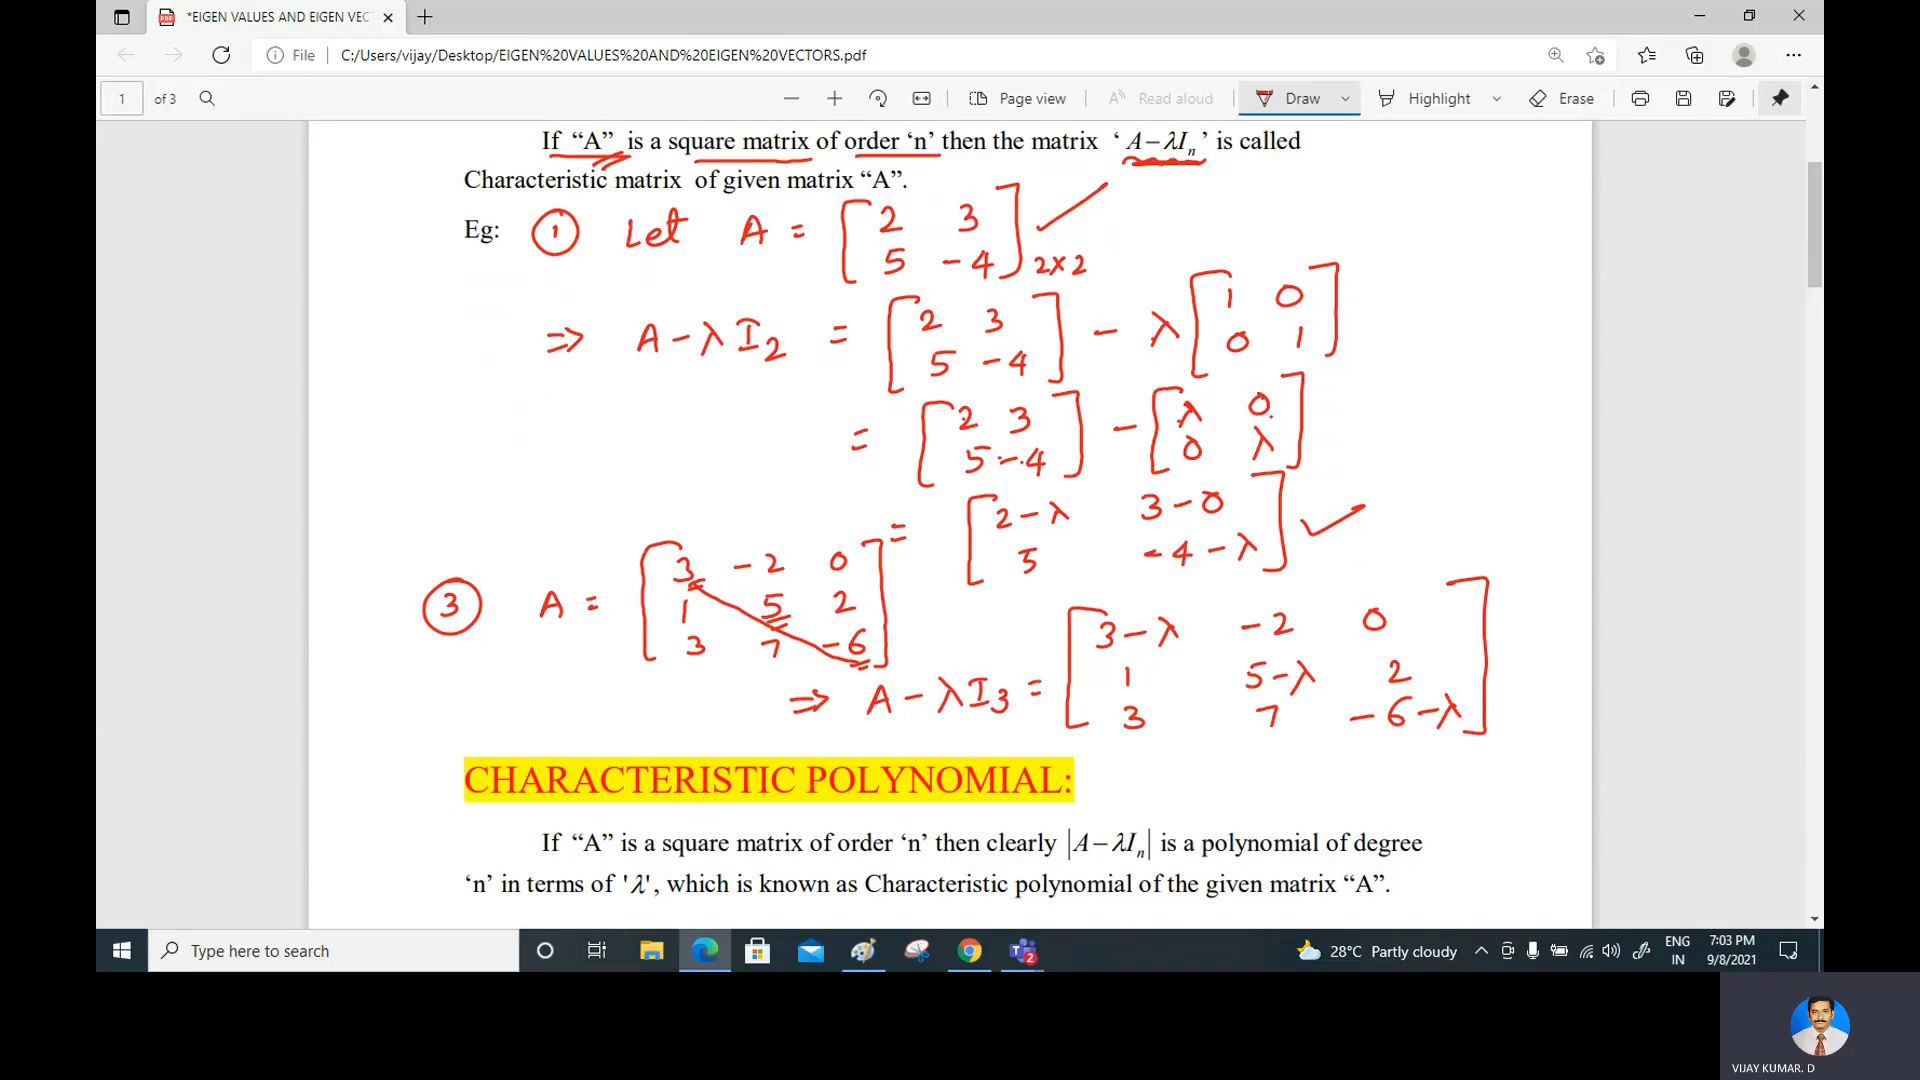 *EIGEN VALUES AND EIGEN VEC
File C:/Users/vijay/Desktop/EIGEN%20VALUES%20AND%20EIGEN%20VECTORS.pdf
1 of 3 Page view Read aloud Draw Highlight Erase
If “A” is a square matrix of order ‘n’ then the matrix ‘ A−λIₙ ’ is called
Characteristic matrix of given matrix “A”.
Eg: ① Let A = [2 3
5 -4] 2×2
⇒ A - λ I₂ = [2 3
5 -4] - λ [1 0
0 1]
= [2 3
5 -4] - [λ 0
0 λ]
= [2-λ 3-0
5 -4-λ]
③ A = [3 -2 0
1 5 2
3 7 -6]
⇒ A - λI₃ = [3-λ -2 0
1 5-λ 2
3 7 -6-λ]
CHARACTERISTIC POLYNOMIAL:
If “A” is a square matrix of order ‘n’ then clearly |A−λIₙ| is a polynomial of degree
‘n’ in terms of 'λ', which is known as Characteristic polynomial of the given matrix “A”.
Type here to search 2 28°C Partly cloudy ENG 7:03 PM
IN 9/8/2021
VIJAY KUMAR. D